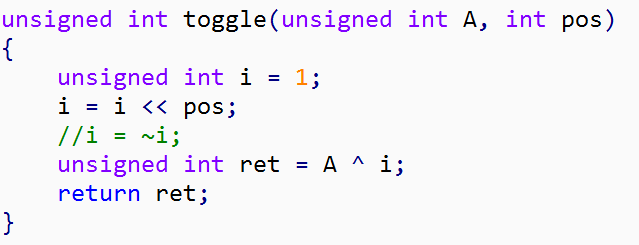 unsigned int toggle(unsigned int A, int pos)
{
    unsigned int i = 1;
    i = i << pos;
    //i = ~i;
    unsigned int ret = A ^ i;
    return ret;
}